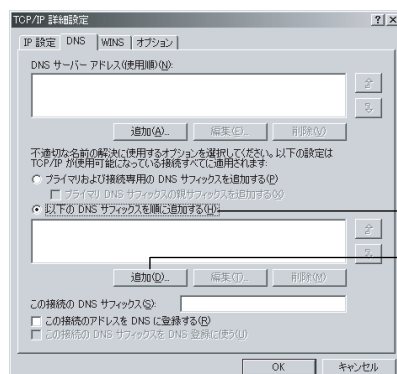 TCP/IP 詳細設定
IP 設定 DNS WINS オプション
DNS サーバー アドレス(使用順)(N):
追加(A)... 編集(E)... 削除(V)
不適切な名前の解決に使用するオプションを選択してください。以下の設定は
TCP/IP が使用可能になっている接続すべてに適用されます:
プライマリおよび接続専用の DNS サフィックスを追加する(P)
プライマリ DNS サフィックスの親サフィックスを追加する(X)
以下の DNS サフィックスを順に追加する(H):
追加(D)... 編集(T)... 削除(M)
この接続の DNS サフィックス(S):
この接続のアドレスを DNS に登録する(R)
この接続の DNS サフィックスを DNS 登録に使う(U)
OK キャンセル